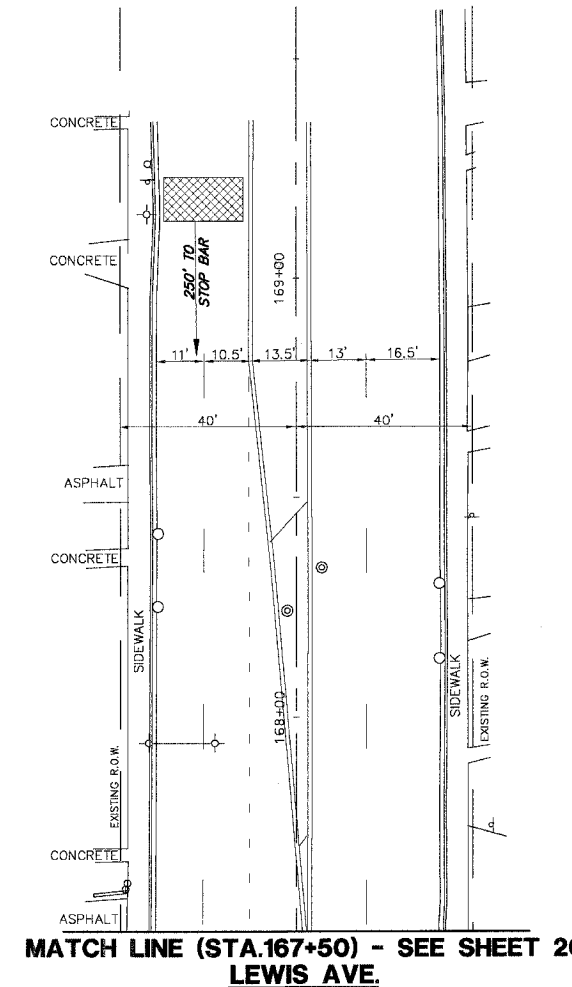 CONCRETE
CONCRETE
250' TO
STOP BAR
169+00
11' 10.5' 13.5' 13' 16.5'
40' 40'
ASPHALT
CONCRETE
SIDEWALK
SIDEWALK
168+00
EXISTING R.O.W.
EXISTING R.O.W.
CONCRETE
ASPHALT
MATCH LINE (STA.167+50) - SEE SHEET
LEWIS AVE.